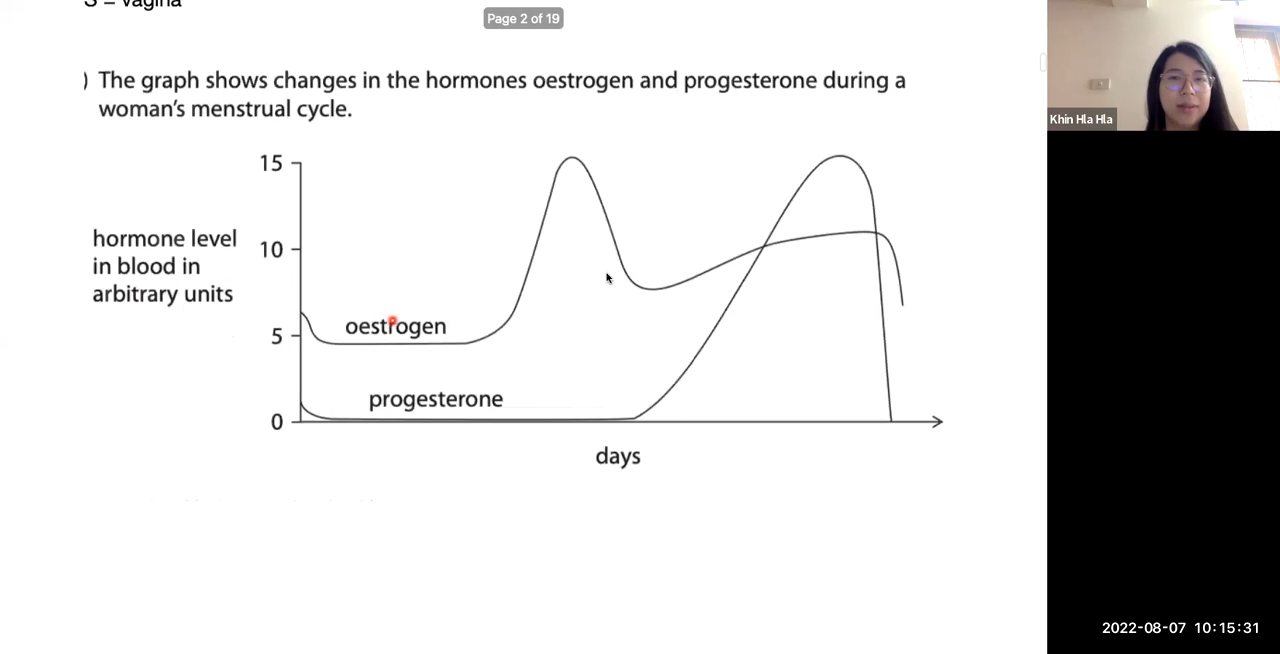 S = vagina
Page 2 of 19
) The graph shows changes in the hormones oestrogen and progesterone during a
woman's menstrual cycle.
15
hormone level
in blood in
arbitrary units
10
5
0
oestrogen
progesterone
days
Khin Hla Hla
2022-08-07 10:15:31